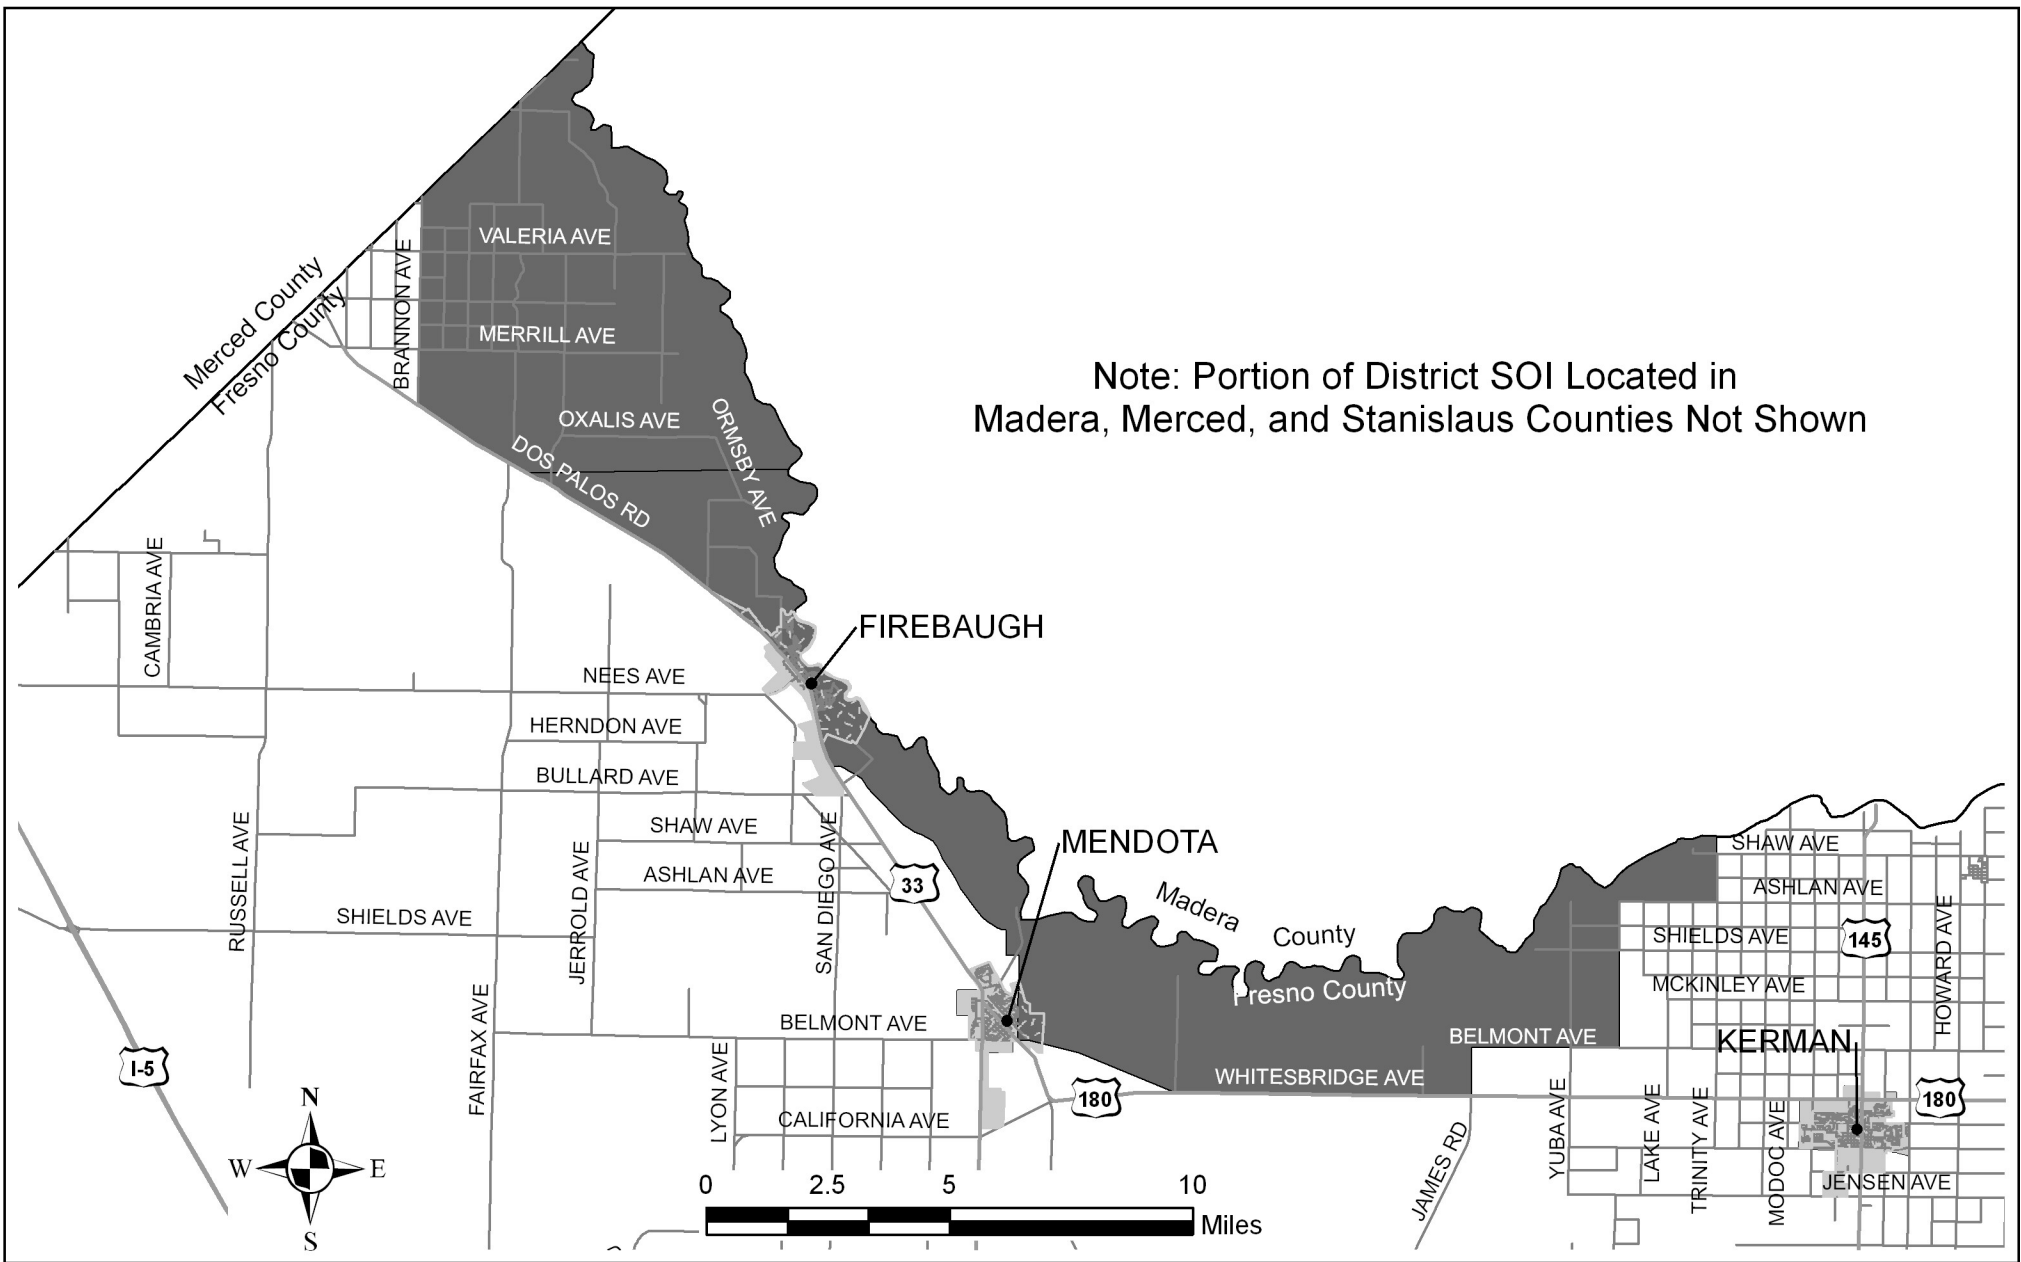 VALERIA AVE
BRANNON AVE
Merced County
Fresno County
MERRILL AVE
Note: Portion of District SOI Located in
Madera, Merced, and Stanislaus Counties Not Shown
OXALIS AVE
ORMSBY AVE
DOS PALOS RD
CAMBRIA AVE
FIREBAUGH
NEES AVE
HERNDON AVE
BULLARD AVE
SHAW AVE
SAN DIEGO AVE
RUSSELL AVE
JERROLD AVE
ASHLAN AVE
33
MENDOTA
SHIELDS AVE
Madera
County
Fresno County
SHAW AVE
ASHLAN AVE
SHIELDS AVE
145
HOWARD AVE
MCKINLEY AVE
FAIRFAX AVE
BELMONT AVE
BELMONT AVE
KERMAN
I-5
LYON AVE
WHITESBRIDGE AVE
180
180
CALIFORNIA AVE
JAMES RD
YUBA AVE
LAKE AVE
TRINITY AVE
MODOC AVE
JENSEN AVE
N
W
E
S
0 2.5 5 10
Miles